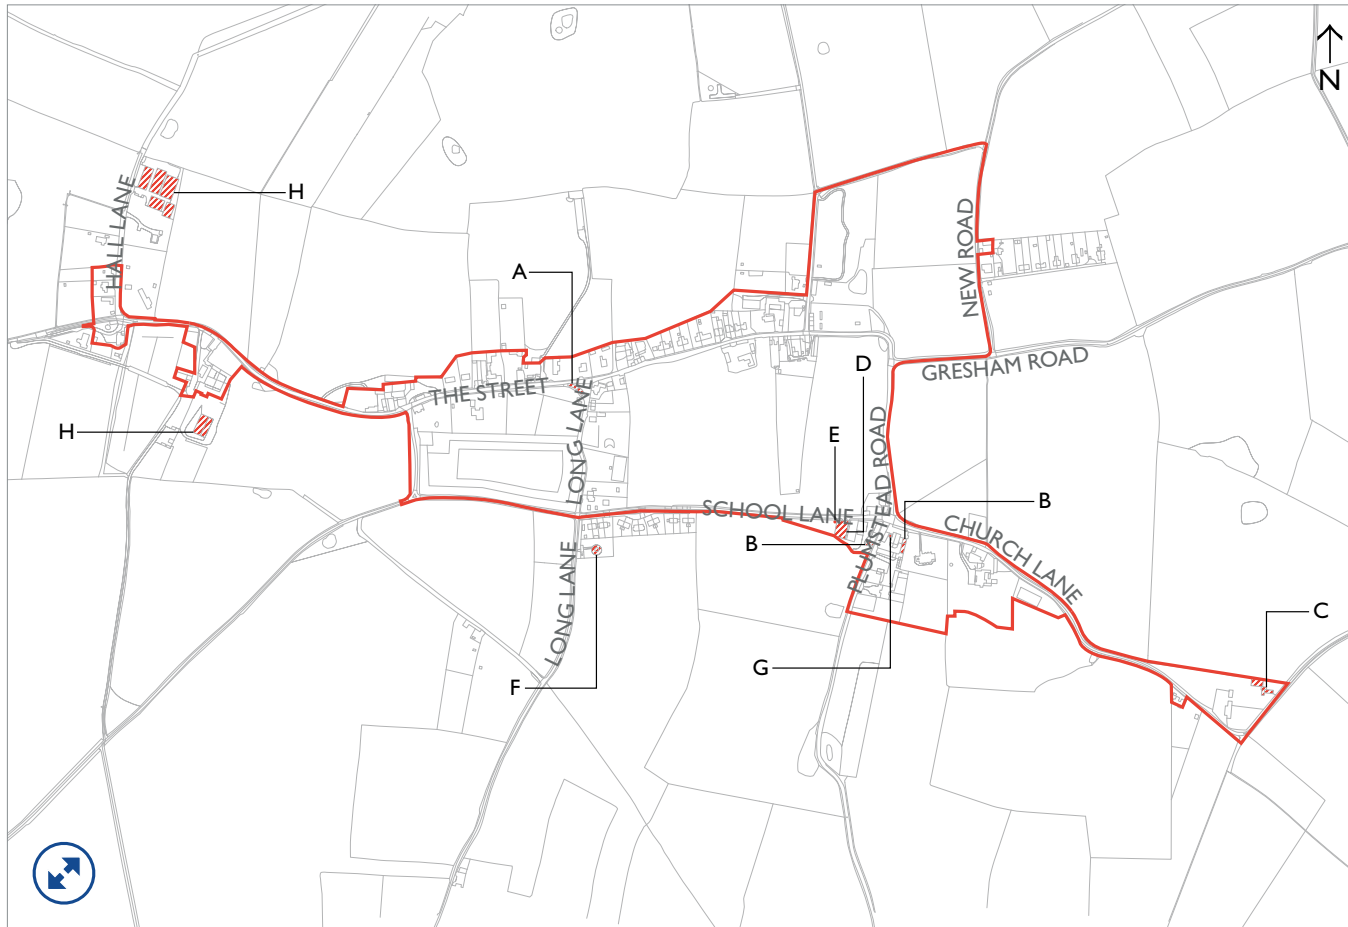 N
HALL LANE
H
A
NEW ROAD
GRESHAM ROAD
D
THE STREET
LONG LANE
H
E
PLUMSTEAD ROAD
SCHOOL LANE
B
CHURCH LANE
B
LONG LANE
C
G
F